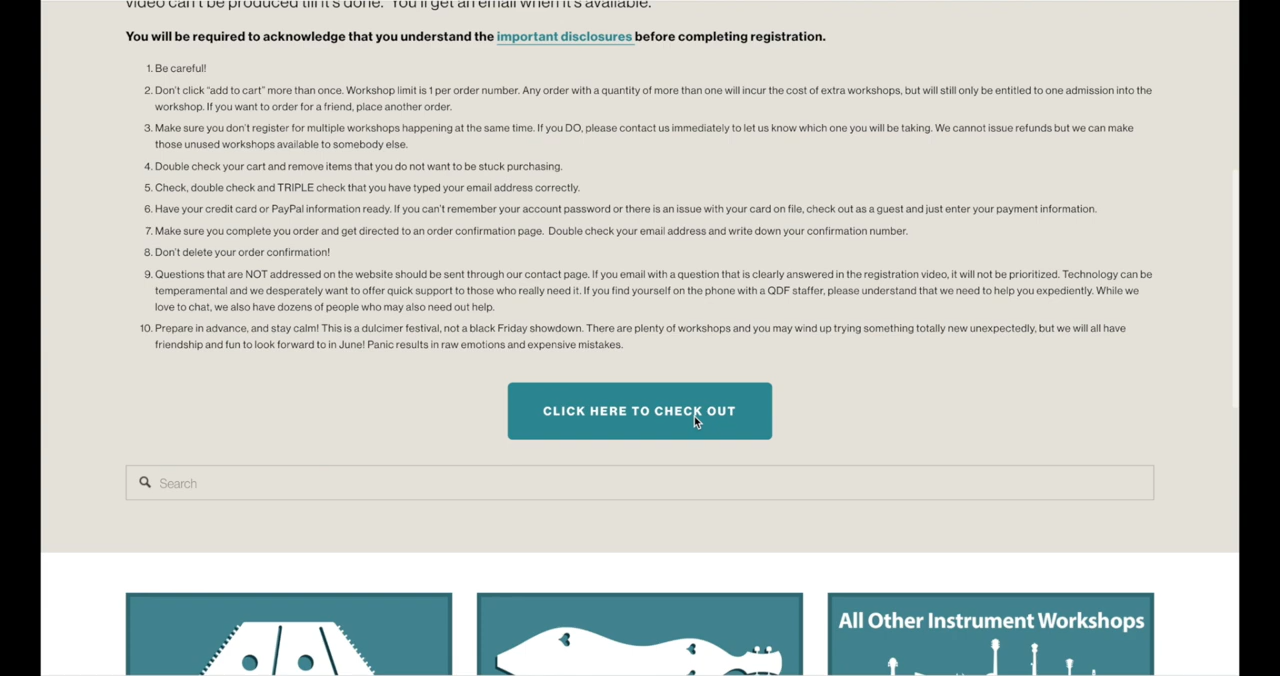 video can't be produced till it's done. You'll get an email when it's available.
You will be required to acknowledge that you understand the important disclosures before completing registration.
1. Be careful!
2. Don't click "add to cart" more than once. Workshop limit is 1 per order number. Any order with a quantity of more than one will incur the cost of extra workshops, but will still only be entitled to one admission into the
workshop. If you want to order for a friend, place another order.
3. Make sure you don't register for multiple workshops happening at the same time. If you DO, please contact us immediately to let us know which one you will be taking. We cannot issue refunds but we can make
those unused workshops available to somebody else.
4. Double check your cart and remove items that you do not want to be stuck purchasing.
5. Check, double check and TRIPLE check that you have typed your email address correctly.
6. Have your credit card or PayPal information ready. If you can't remember your account password or there is an issue with your card on file, check out as a guest and just enter your payment information.
7. Make sure you complete you order and get directed to an order confirmation page. Double check your email address and write down your confirmation number.
8. Don't delete your order confirmation!
9. Questions that are NOT addressed on the website should be sent through our contact page. If you email with a question that is clearly answered in the registration video, it will not be prioritized. Technology can be
temperamental and we desperately want to offer quick support to those who really need it. If you find yourself on the phone with a QDF staffer, please understand that we need to help you expediently. While we
love to chat, we also have dozens of people who may also need out help.
10. Prepare in advance, and stay calm! This is a dulcimer festival, not a black Friday showdown. There are plenty of workshops and you may wind up trying something totally new unexpectedly, but we will all have
friendship and fun to look forward to in June! Panic results in raw emotions and expensive mistakes.
CLICK HERE TO CHECK OUT
Search
All Other Instrument Workshops